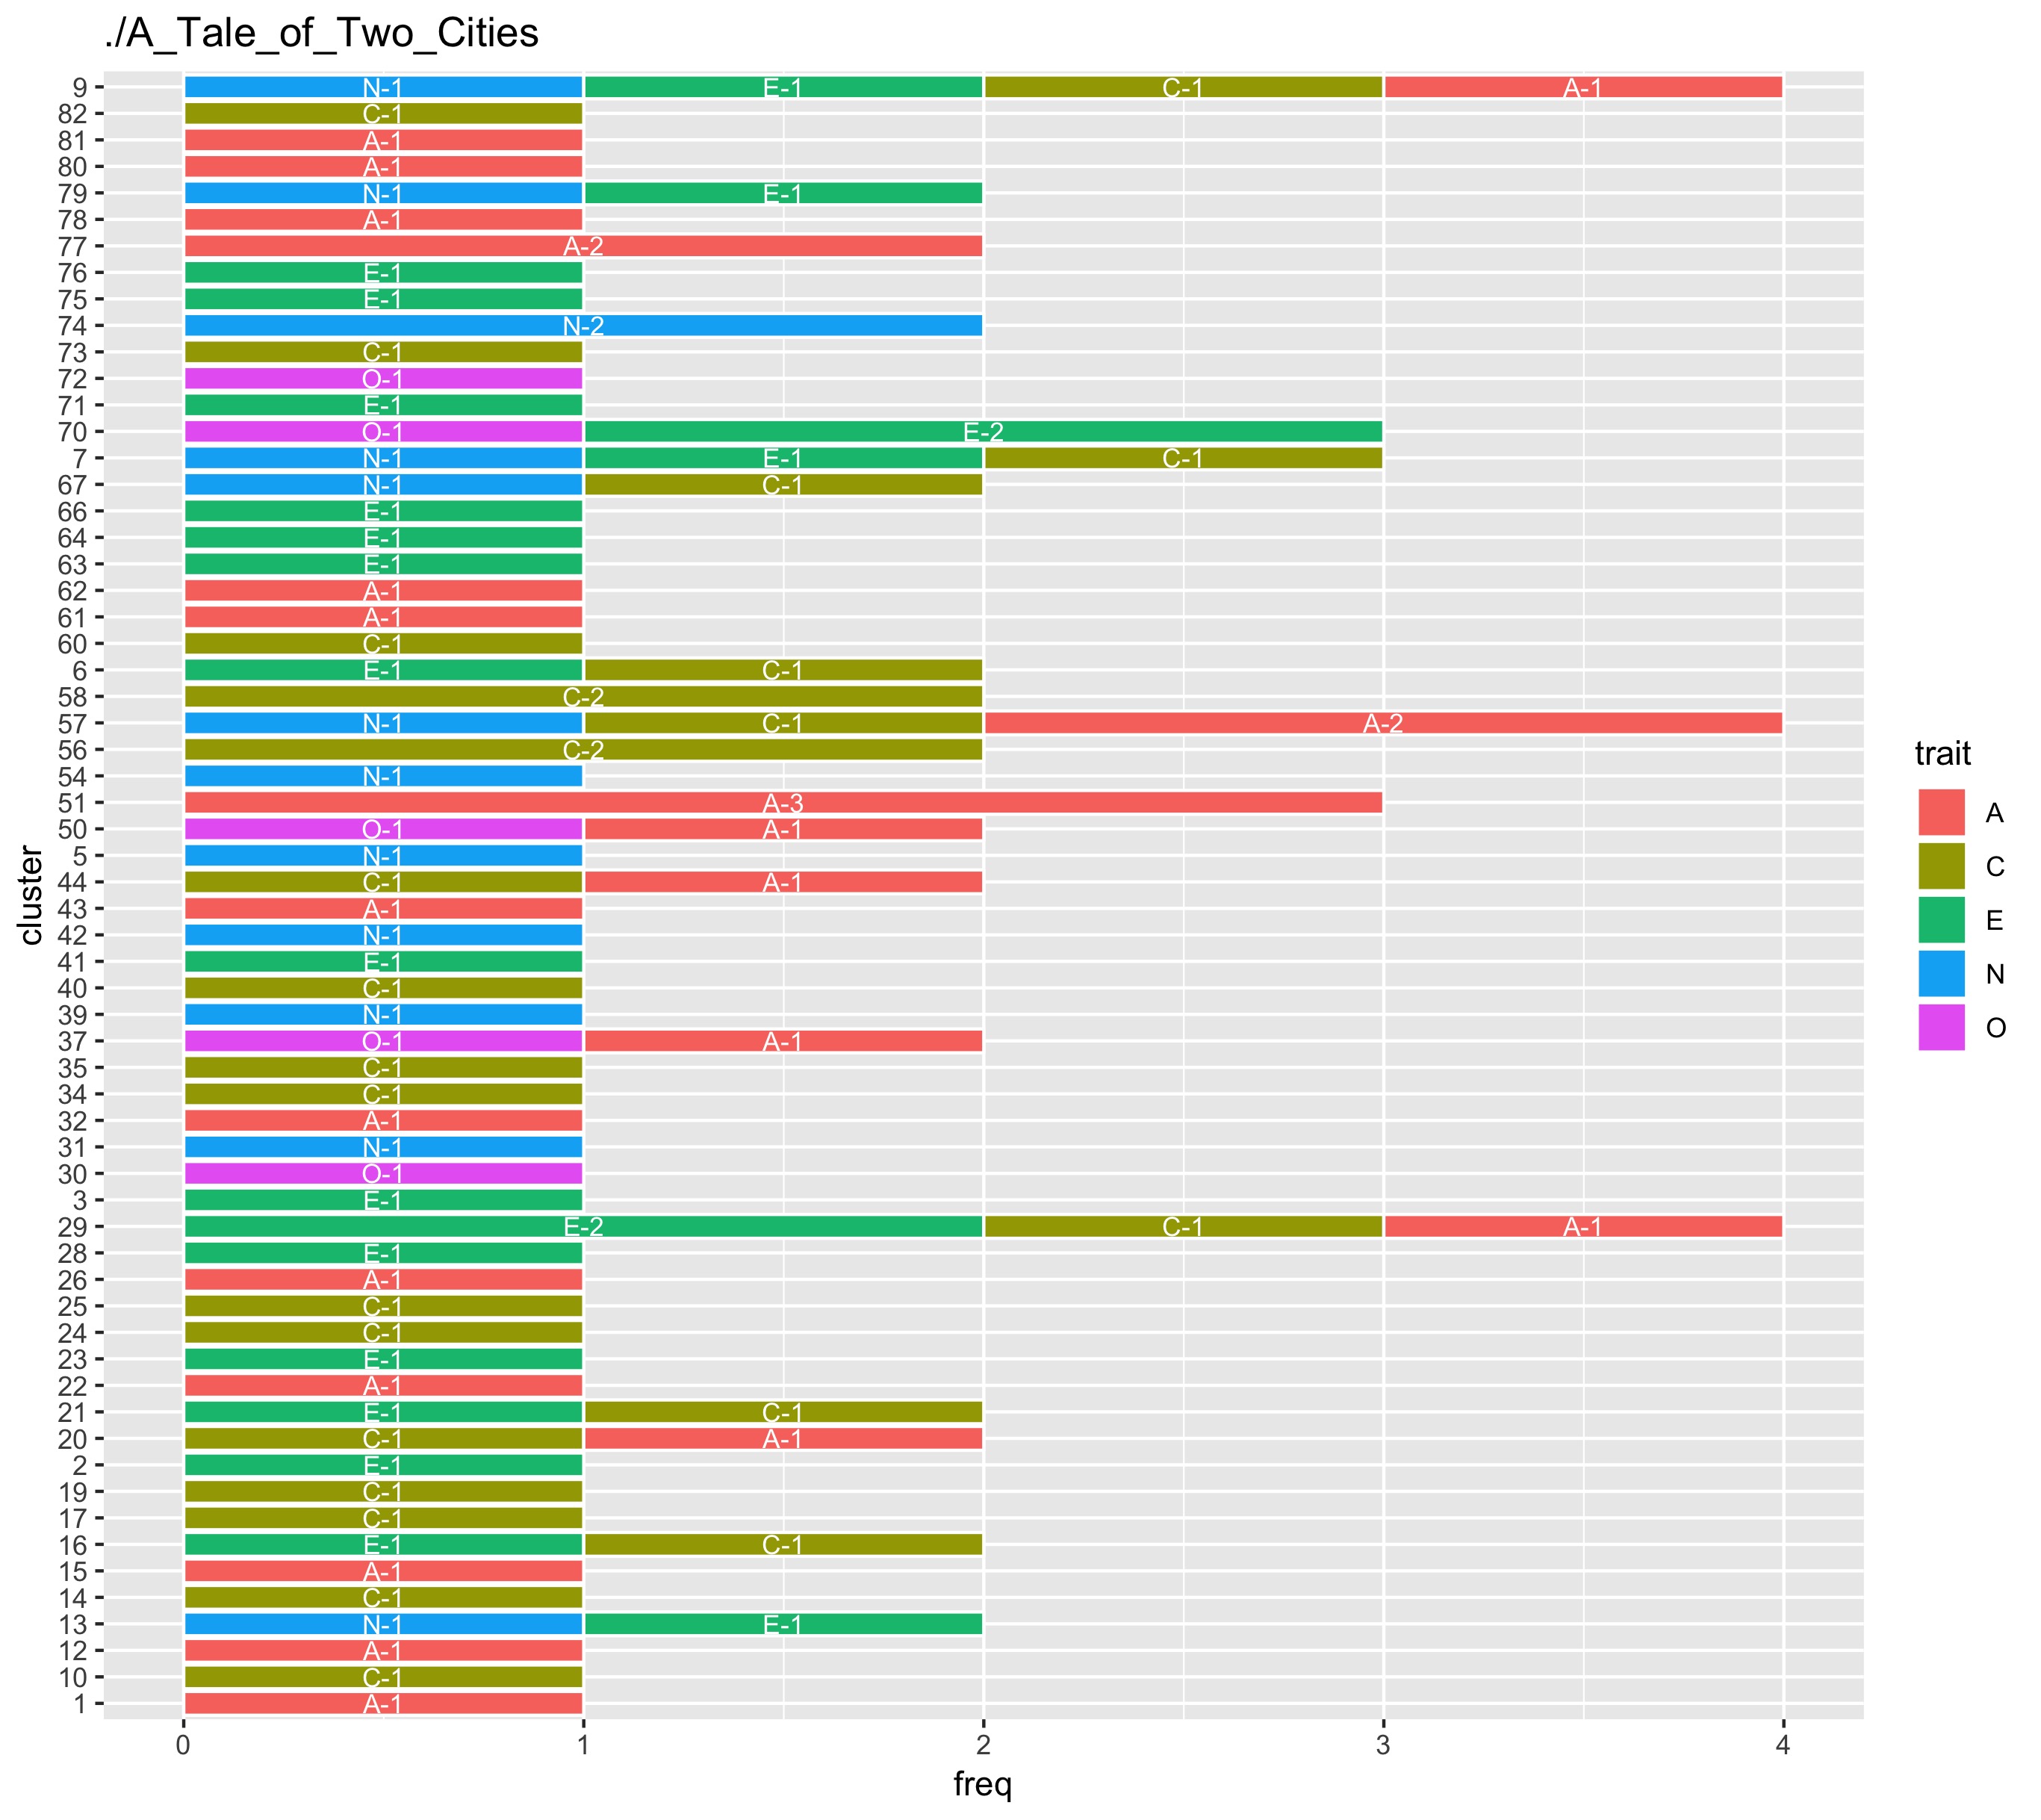 ./A_Tale_of_Two_Cities
9 N-1 E-1 C-1 A-1
82 C-1
81 A-1
80 A-1
79 N-1 E-1
78 A-1
77 A-2
76 E-1
75 E-1
74 N-2
73 C-1
72 O-1
71 E-1
70 O-1 E-2
7 N-1 E-1 C-1
67 N-1 C-1
66 E-1
64 E-1
63 E-1
62 A-1
61 A-1
60 C-1
6 E-1 C-1
58 C-2
57 N-1 C-1 A-2
56 C-2
54 N-1
51 A-3
50 O-1 A-1
5 N-1
44 C-1 A-1
43 A-1
42 N-1
41 E-1
40 C-1
39 N-1
37 O-1 A-1
35 C-1
34 C-1
32 A-1
31 N-1
30 O-1
3 E-1
29 E-2 C-1 A-1
28 E-1
26 A-1
25 C-1
24 C-1
23 E-1
22 A-1
21 E-1 C-1
20 C-1 A-1
2 E-1
19 C-1
17 C-1
16 E-1 C-1
15 A-1
14 C-1
13 N-1 E-1
12 A-1
10 C-1
1 A-1
0 1 2 3 4
freq
cluster
trait
A
C
E
N
O